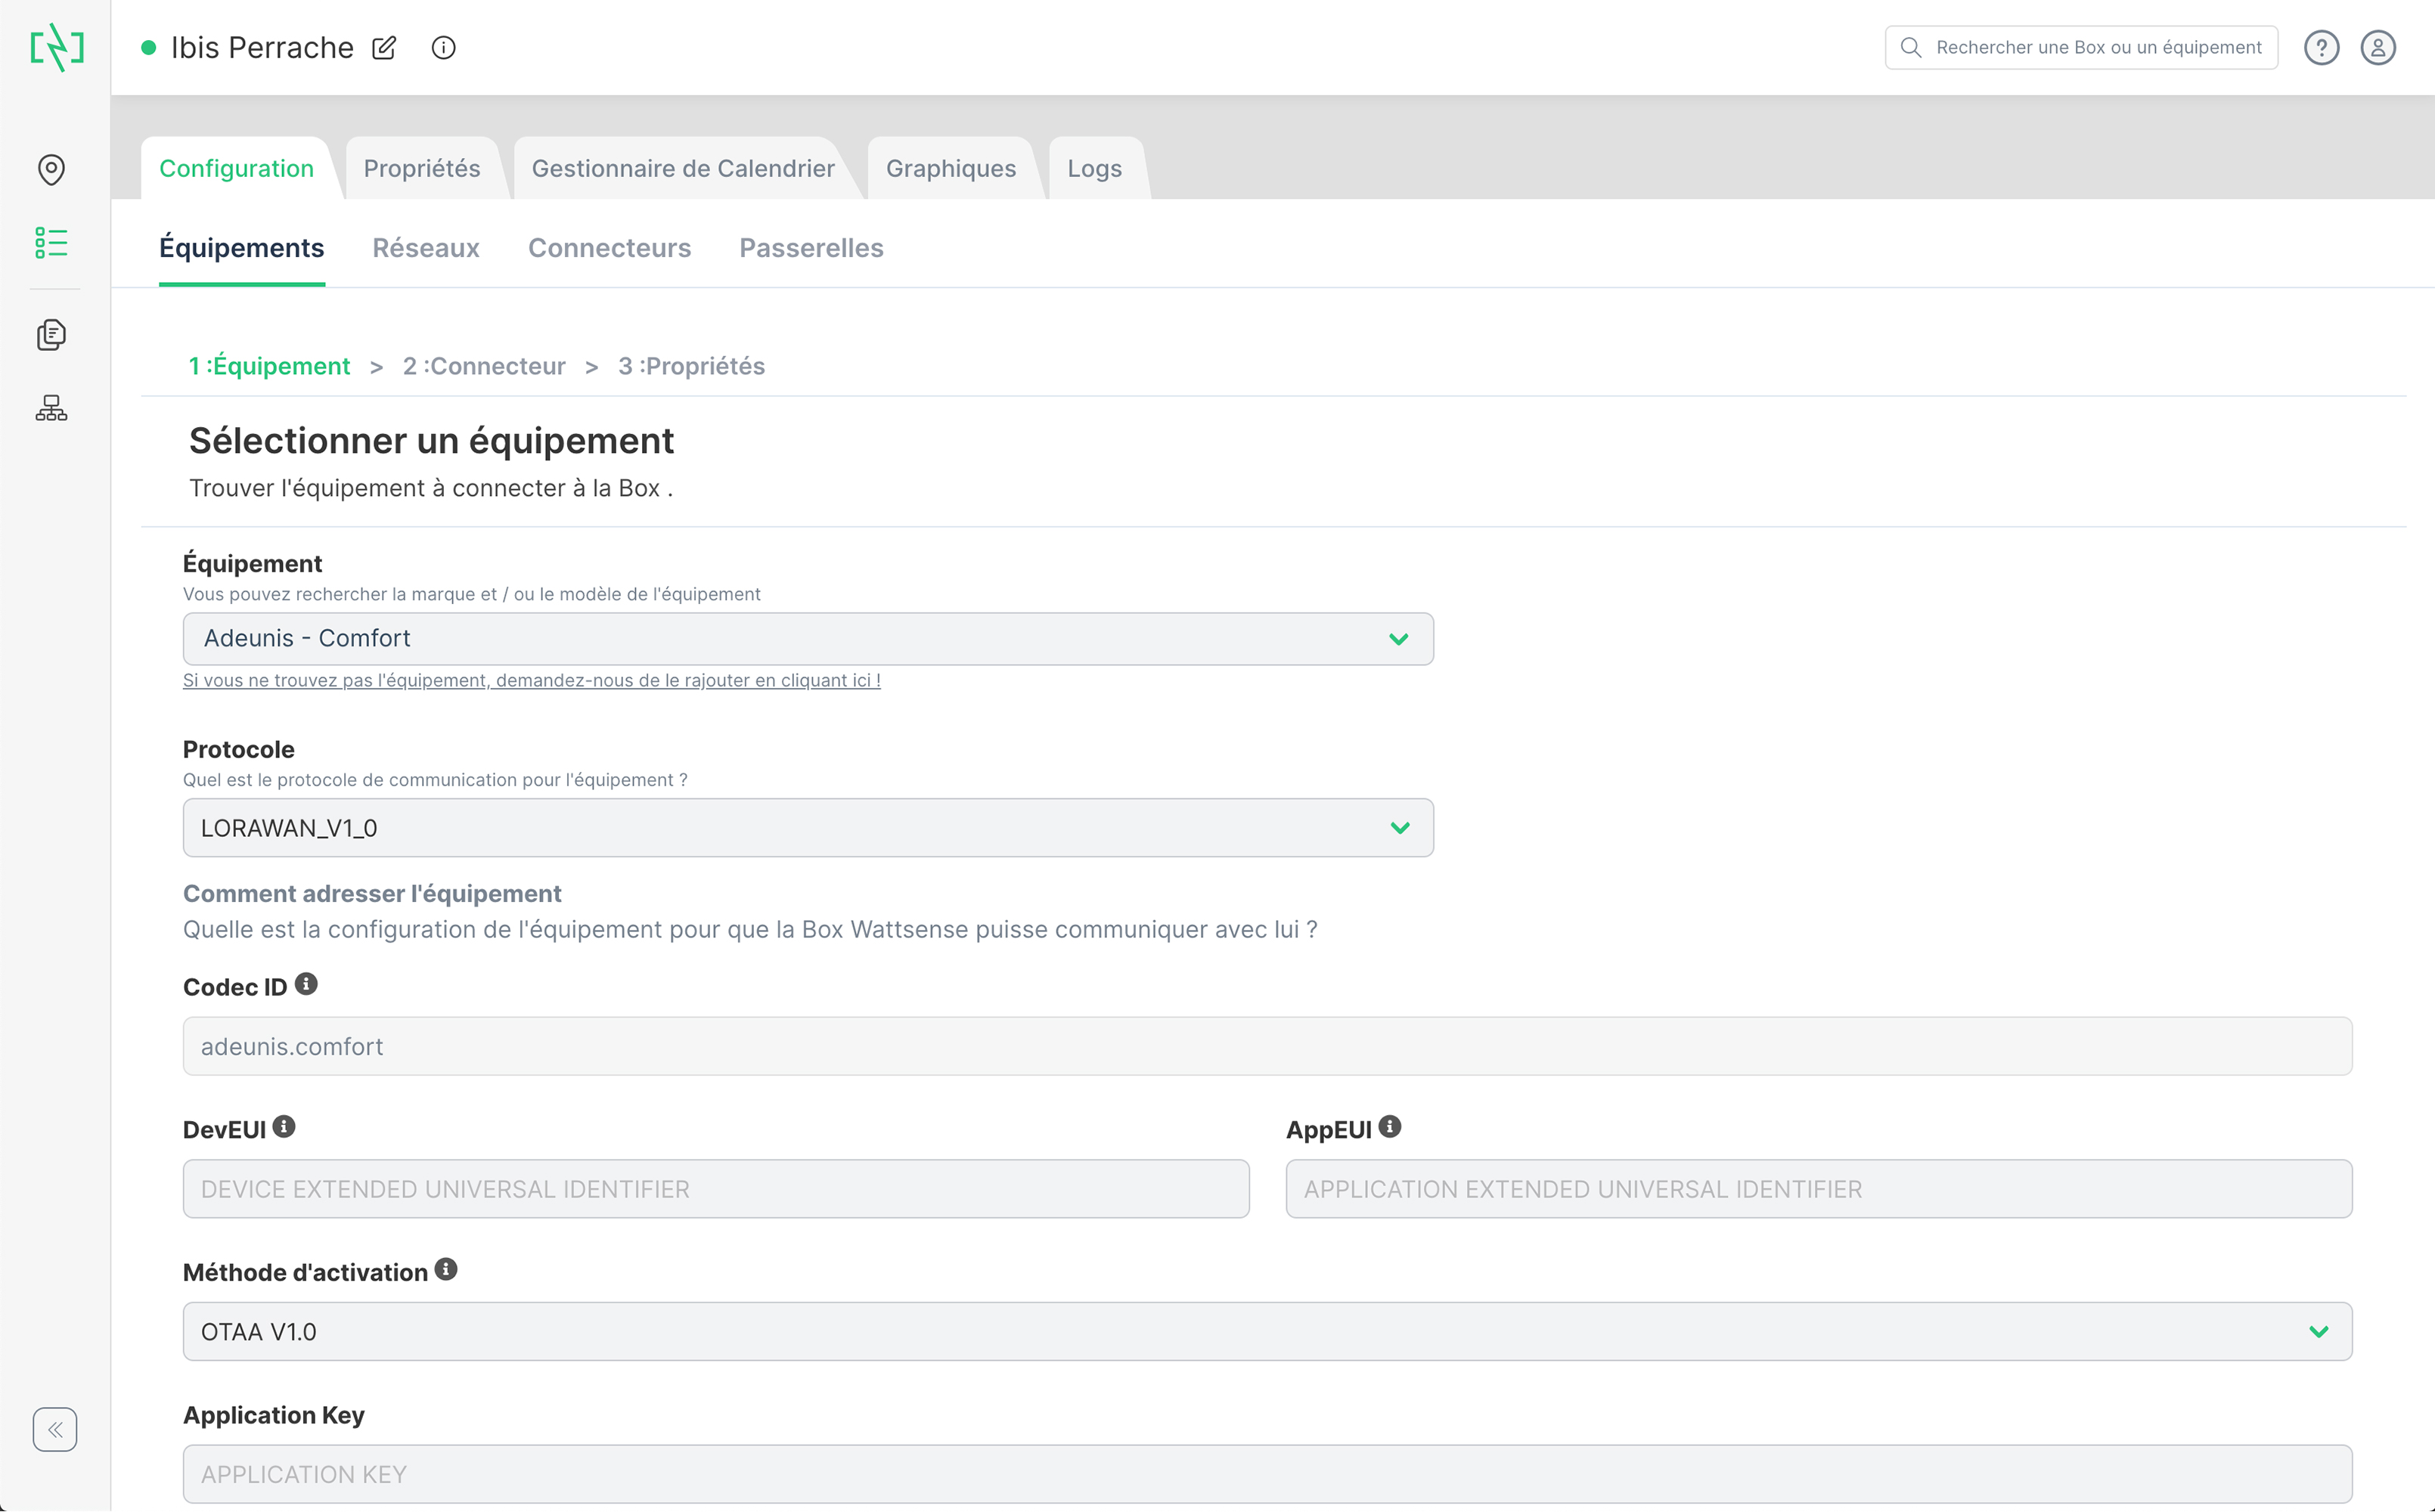 Ibis Perrache
Rechercher une Box ou un équipement
Configuration
Propriétés
Gestionnaire de Calendrier
Graphiques
Logs
Équipements
Réseaux
Connecteurs
Passerelles
1 :Équipement > 2 :Connecteur > 3 :Propriétés
Sélectionner un équipement
Trouver l'équipement à connecter à la Box .
Équipement
Vous pouvez rechercher la marque et / ou le modèle de l'équipement
Adeunis - Comfort
Si vous ne trouvez pas l'équipement, demandez-nous de le rajouter en cliquant ici !
Protocole
Quel est le protocole de communication pour l'équipement ?
LORAWAN_V1_0
Comment adresser l'équipement
Quelle est la configuration de l'équipement pour que la Box Wattsense puisse communiquer avec lui ?
Codec ID
adeunis.comfort
DevEUI
AppEUI
DEVICE EXTENDED UNIVERSAL IDENTIFIER
APPLICATION EXTENDED UNIVERSAL IDENTIFIER
Méthode d'activation
OTAA V1.0
Application Key
APPLICATION KEY